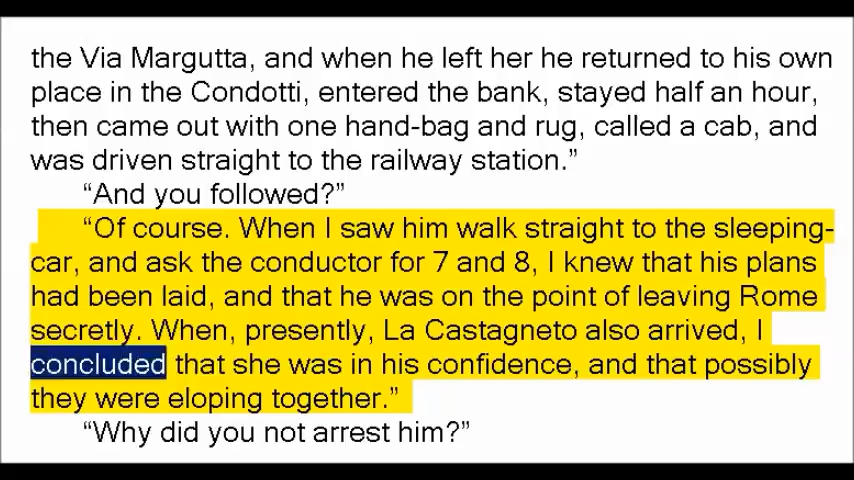 the Via Margutta, and when he left her he returned to his own
place in the Condotti, entered the bank, stayed half an hour,
then came out with one hand-bag and rug, called a cab, and
was driven straight to the railway station.”
“And you followed?”
“Of course. When I saw him walk straight to the sleeping-
car, and ask the conductor for 7 and 8, I knew that his plans
had been laid, and that he was on the point of leaving Rome
secretly. When, presently, La Castagneto also arrived, I
concluded that she was in his confidence, and that possibly
they were eloping together.”
“Why did you not arrest him?”